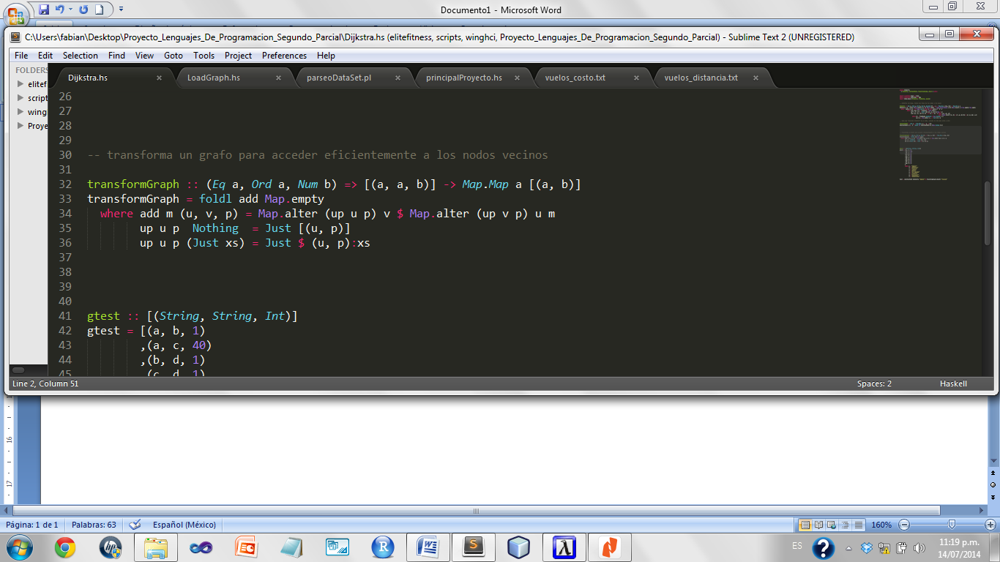 Documento1 - Microsoft Word
C:\Users\fabian\Desktop\Proyecto_Lenguajes_De_Programacion_Segundo_Parcial\Dijkstra.hs (elitefitness, scripts, winghci, Proyecto_Lenguajes_De_Programacion_Segundo_Parcial) - Sublime Text 2 (UNREGISTERED)
File Edit Selection Find View Goto Tools Project Preferences Help
FOLDERS
elitef
script
wing
Proye
Dijkstra.hs × LoadGraph.hs × parseoDataSet.pl × principalProyecto.hs × vuelos_costo.txt × vuelos_distancia.txt ×
26
27
28
29
30 -- transforma un grafo para acceder eficientemente a los nodos vecinos
31
32 transformGraph :: (Eq a, Ord a, Num b) => [(a, a, b)] -> Map.Map a [(a, b)]
33 transformGraph = foldl add Map.empty
34 where add m (u, v, p) = Map.alter (up u p) v $ Map.alter (up v p) u m
35 up u p Nothing = Just [(u, p)]
36 up u p (Just xs) = Just $ (u, p):xs
37
38
39
40
41 gtest :: [(String, String, Int)]
42 gtest = [(a, b, 1)
43 ,(a, c, 40)
44 ,(b, d, 1)
45 ,(c, d, 1)
Line 2, Column 51 Spaces: 2 Haskell
16
17
Página: 1 de 1 Palabras: 63 Español (México) 160%
ES 11:19 p.m.
14/07/2014